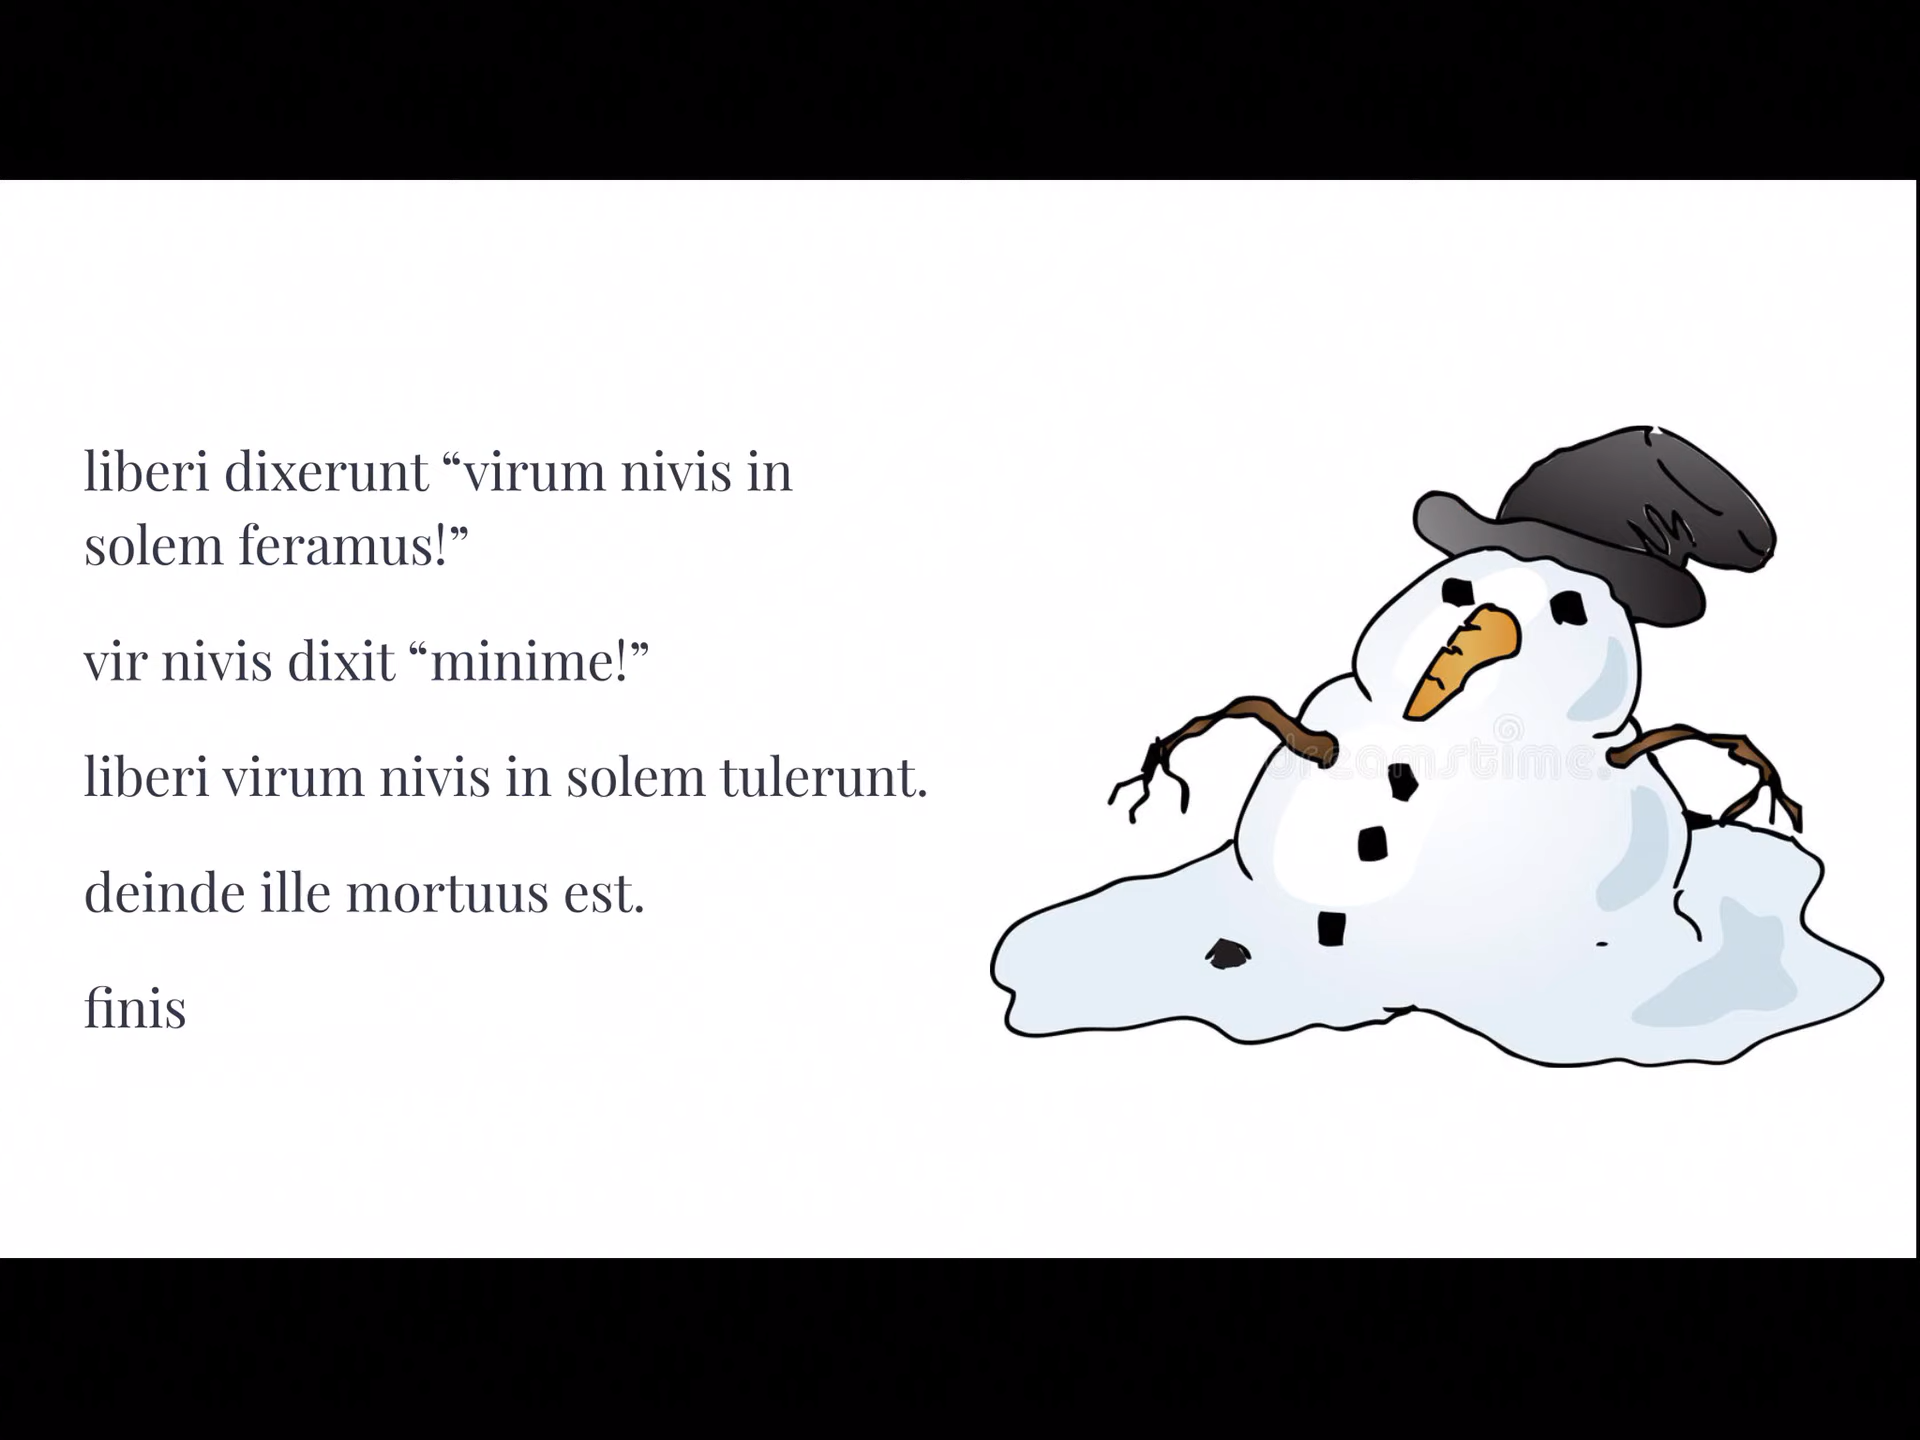 liberi dixerunt “virum nivis in
solem feramus!”
vir nivis dixit “minime!”
liberi virum nivis in solem tulerunt.
deinde ille mortuus est.
finis
dreamstime.